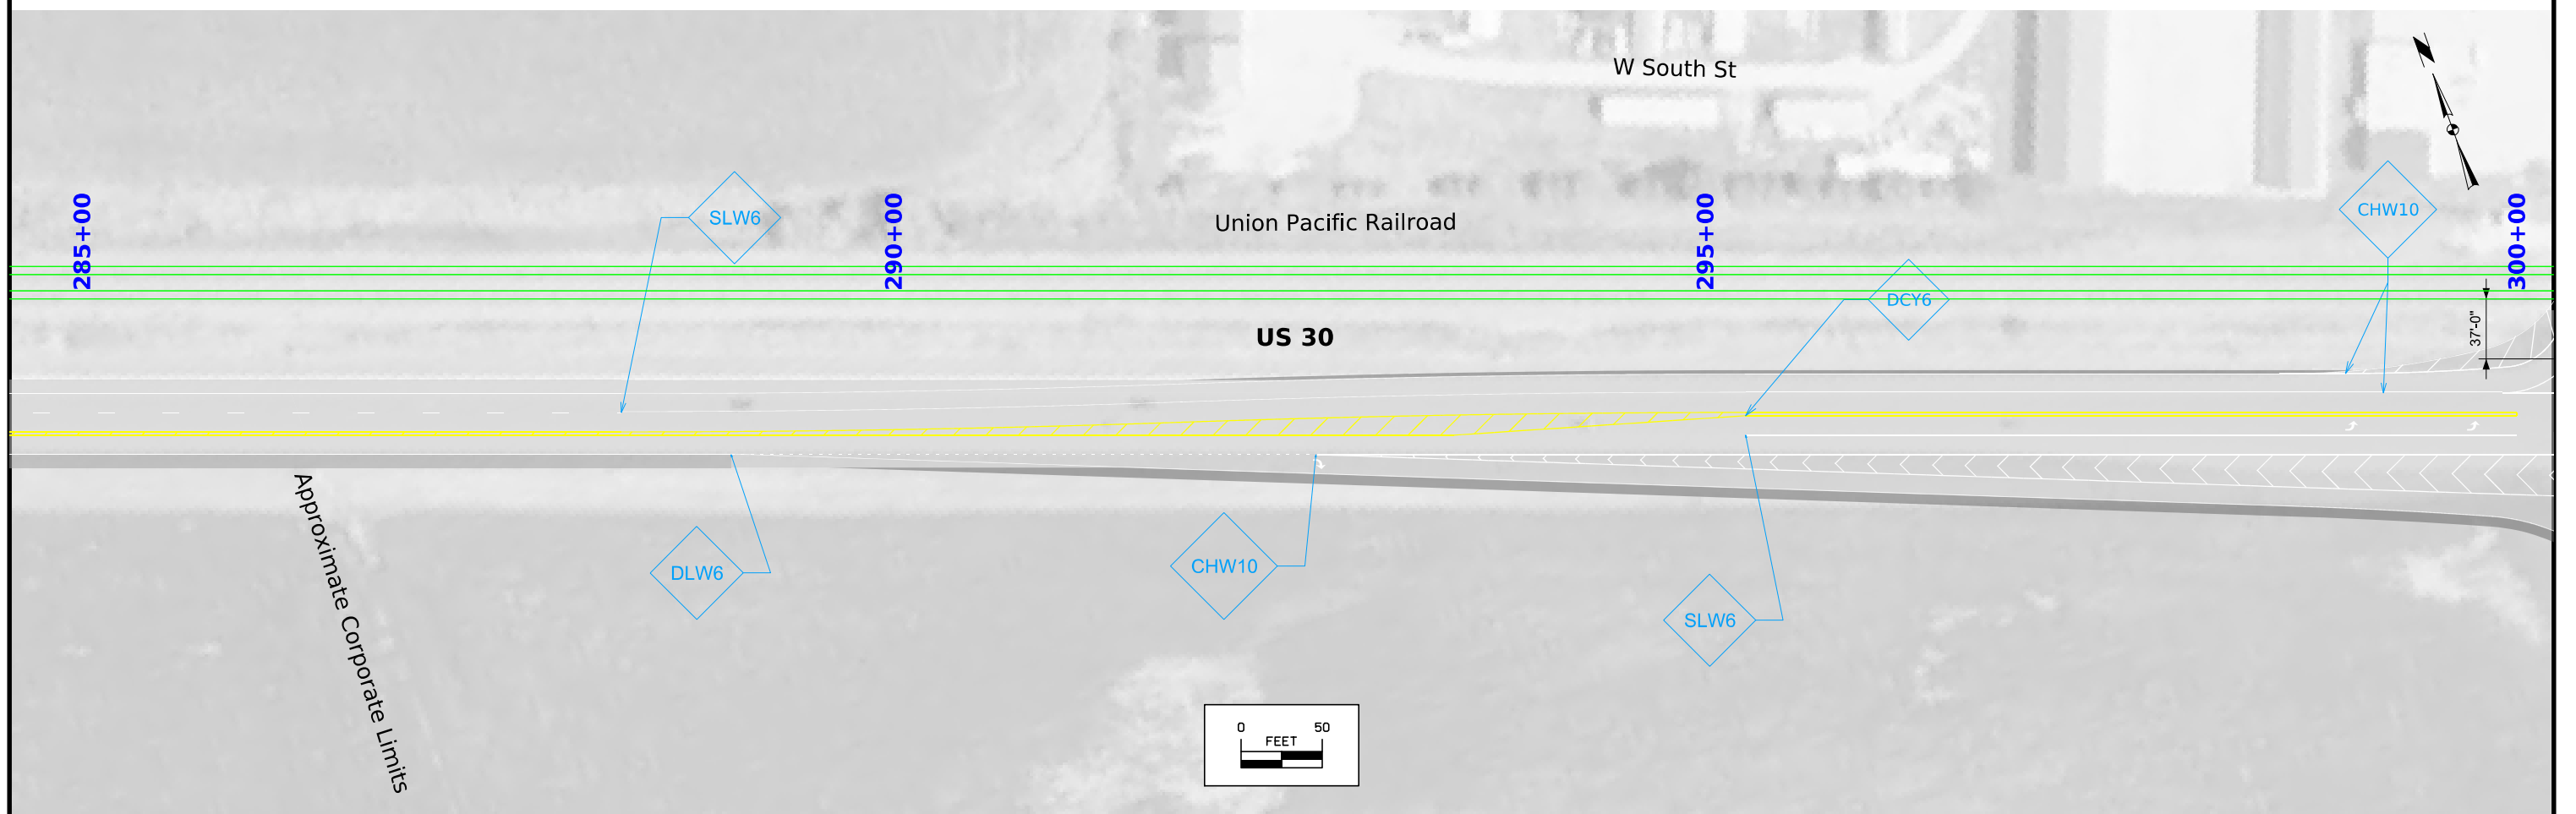 W South St
SLW6
CHW10
285+00
290+00
295+00
300+00
Union Pacific Railroad
DCY6
US 30
37'-0"
Approximate Corporate Limits
DLW6
CHW10
SLW6
0 50
FEET